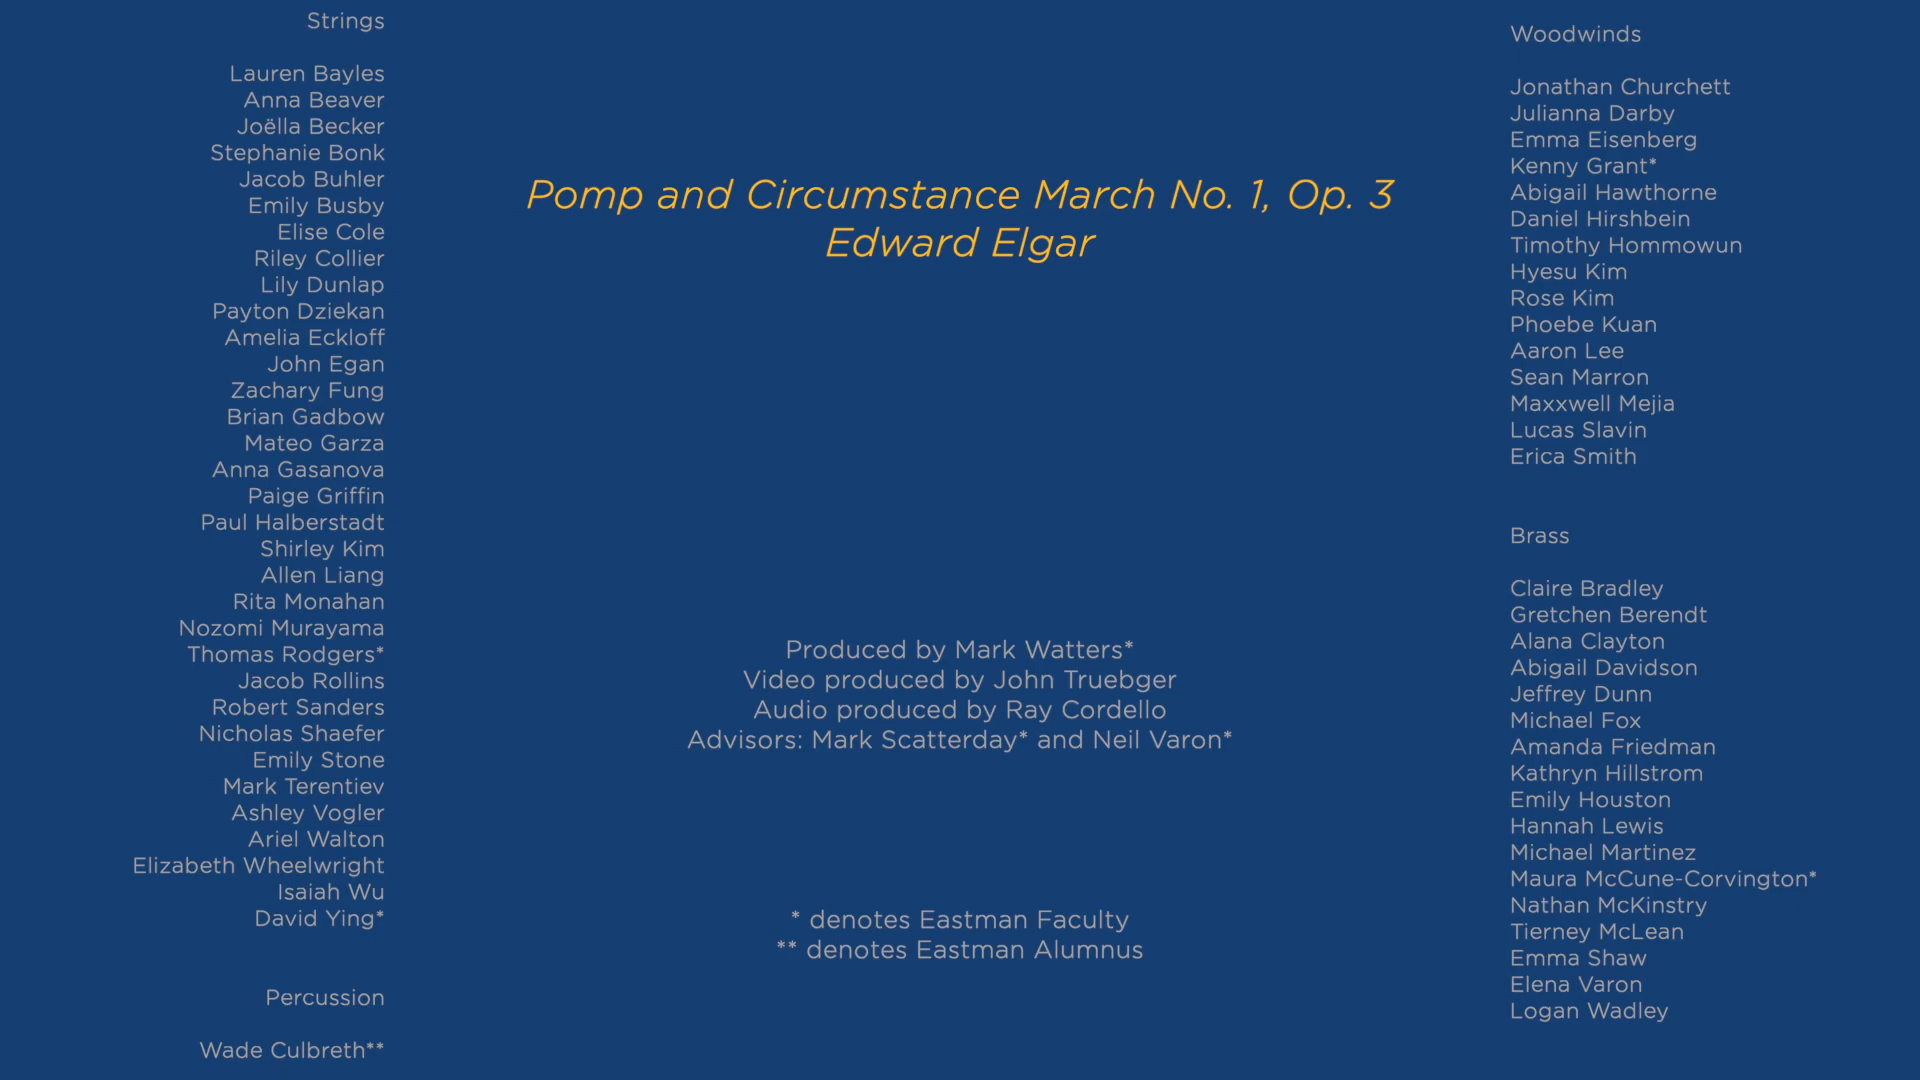 Strings
Lauren Bayles
Anna Beaver
Joëlla Becker
Stephanie Bonk
Jacob Buhler
Emily Busby
Elise Cole
Riley Collier
Lily Dunlap
Payton Dziekan
Amelia Eckloff
John Egan
Zachary Fung
Brian Gadbow
Mateo Garza
Anna Gasanova
Paige Griffin
Paul Halberstadt
Shirley Kim
Allen Liang
Rita Monahan
Nozomi Murayama
Thomas Rodgers*
Jacob Rollins
Robert Sanders
Nicholas Shaefer
Emily Stone
Mark Terentiev
Ashley Vogler
Ariel Walton
Elizabeth Wheelwright
Isaiah Wu
David Ying*
Percussion
Wade Culbreth**
Pomp and Circumstance March No. 1, Op. 3
Edward Elgar
Produced by Mark Watters*
Video produced by John Truebger
Audio produced by Ray Cordello
Advisors: Mark Scatterday* and Neil Varon*
* denotes Eastman Faculty
** denotes Eastman Alumnus
Woodwinds
Jonathan Churchett
Julianna Darby
Emma Eisenberg
Kenny Grant*
Abigail Hawthorne
Daniel Hirshbein
Timothy Hommowun
Hyesu Kim
Rose Kim
Phoebe Kuan
Aaron Lee
Sean Marron
Maxxwell Mejia
Lucas Slavin
Erica Smith
Brass
Claire Bradley
Gretchen Berendt
Alana Clayton
Abigail Davidson
Jeffrey Dunn
Michael Fox
Amanda Friedman
Kathryn Hillstrom
Emily Houston
Hannah Lewis
Michael Martinez
Maura McCune-Corvington*
Nathan McKinstry
Tierney McLean
Emma Shaw
Elena Varon
Logan Wadley